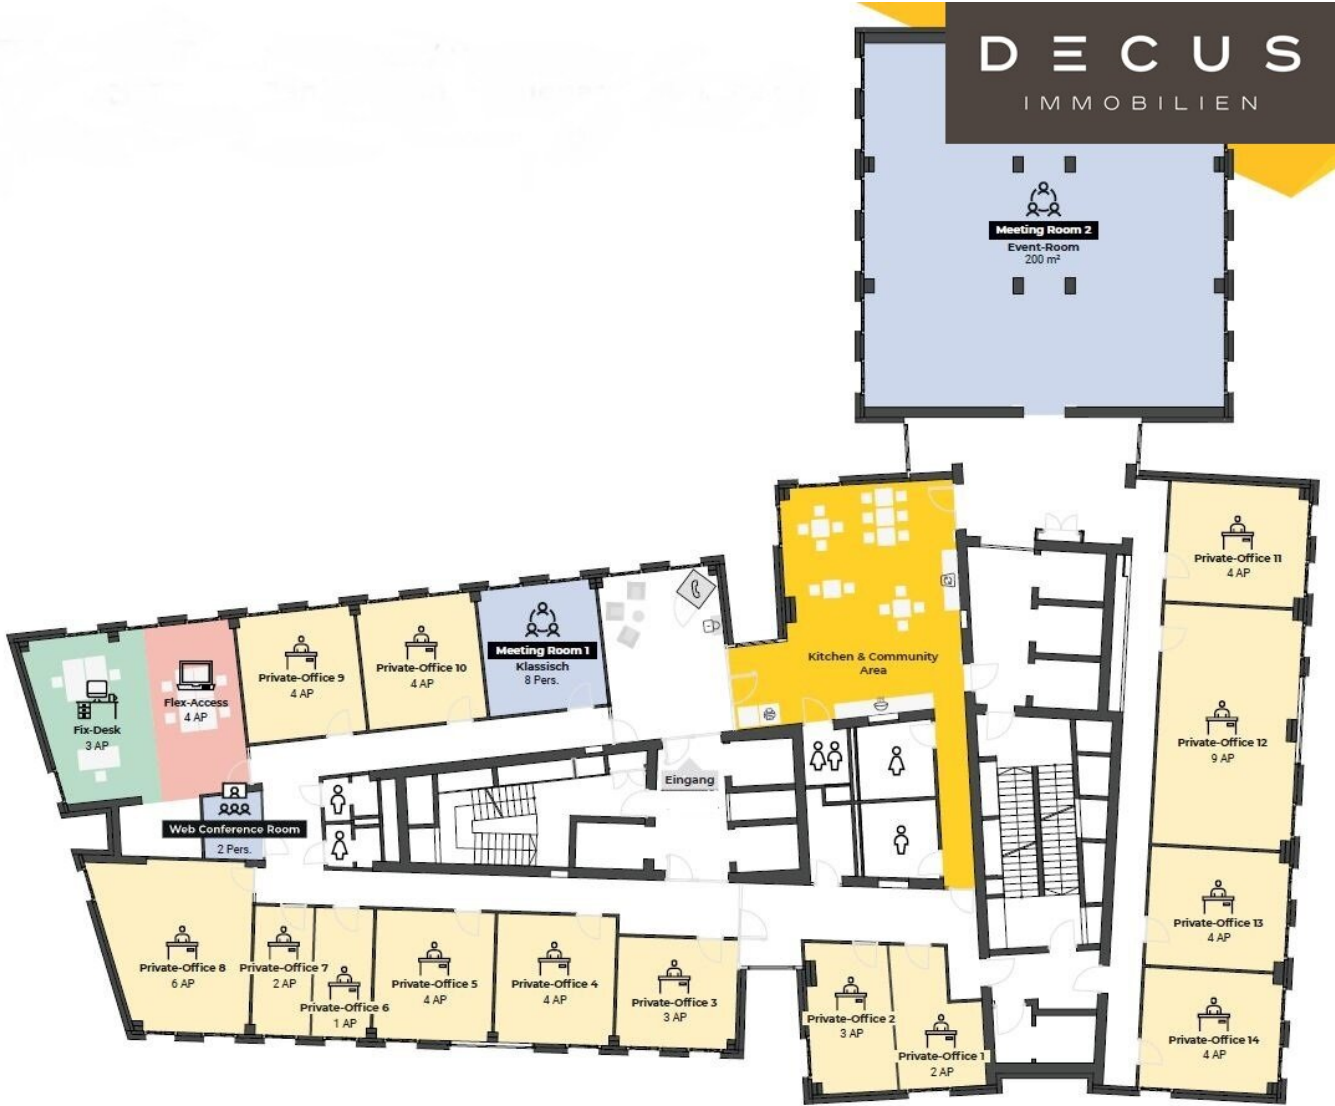 DECUS
IMMOBILIEN
Meeting Room 2
Event-Room
200 m²
Private-Office 11
4 AP
Kitchen & Community
Area
Meeting Room 1
Klassisch
8 Pers.
Private-Office 10
4 AP
Private-Office 9
4 AP
Flex-Access
4 AP
Fix-Desk
3 AP
Private-Office 12
9 AP
Eingang
Web Conference Room
2 Pers.
Private-Office 13
4 AP
Private-Office 8
6 AP
Private-Office 7
2 AP
Private-Office 6
1 AP
Private-Office 5
4 AP
Private-Office 4
4 AP
Private-Office 3
3 AP
Private-Office 2
3 AP
Private-Office 1
2 AP
Private-Office 14
4 AP